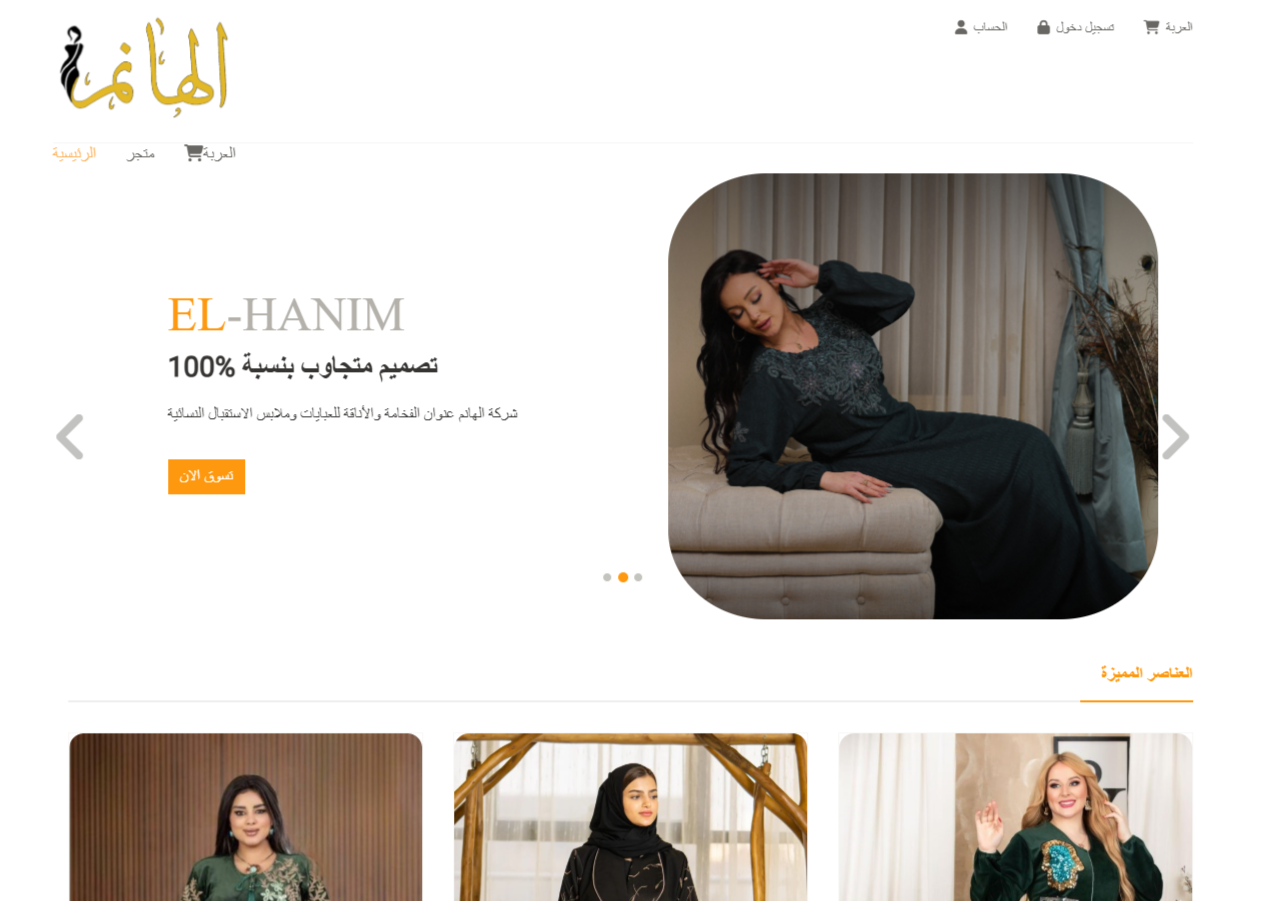 الهانم
العربة
تسجيل دخول
الحساب
العربة
متجر
الرئيسية
EL-HANIM
تصميم متجاوب بنسبة 100%
شركة الهانم عنوان الفخامة والأناقة للعبايات وملابس الاستقبال النسائية
تسوق الان
العناصر المميزة